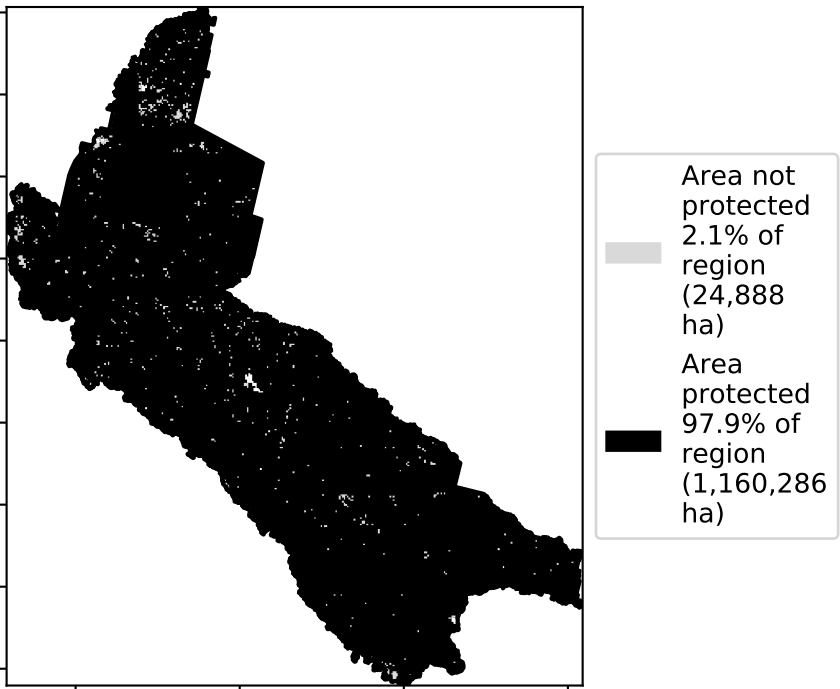 Area not
protected
2.1% of
region
(24,888
ha)
Area
protected
97.9% of
region
(1,160,286
ha)